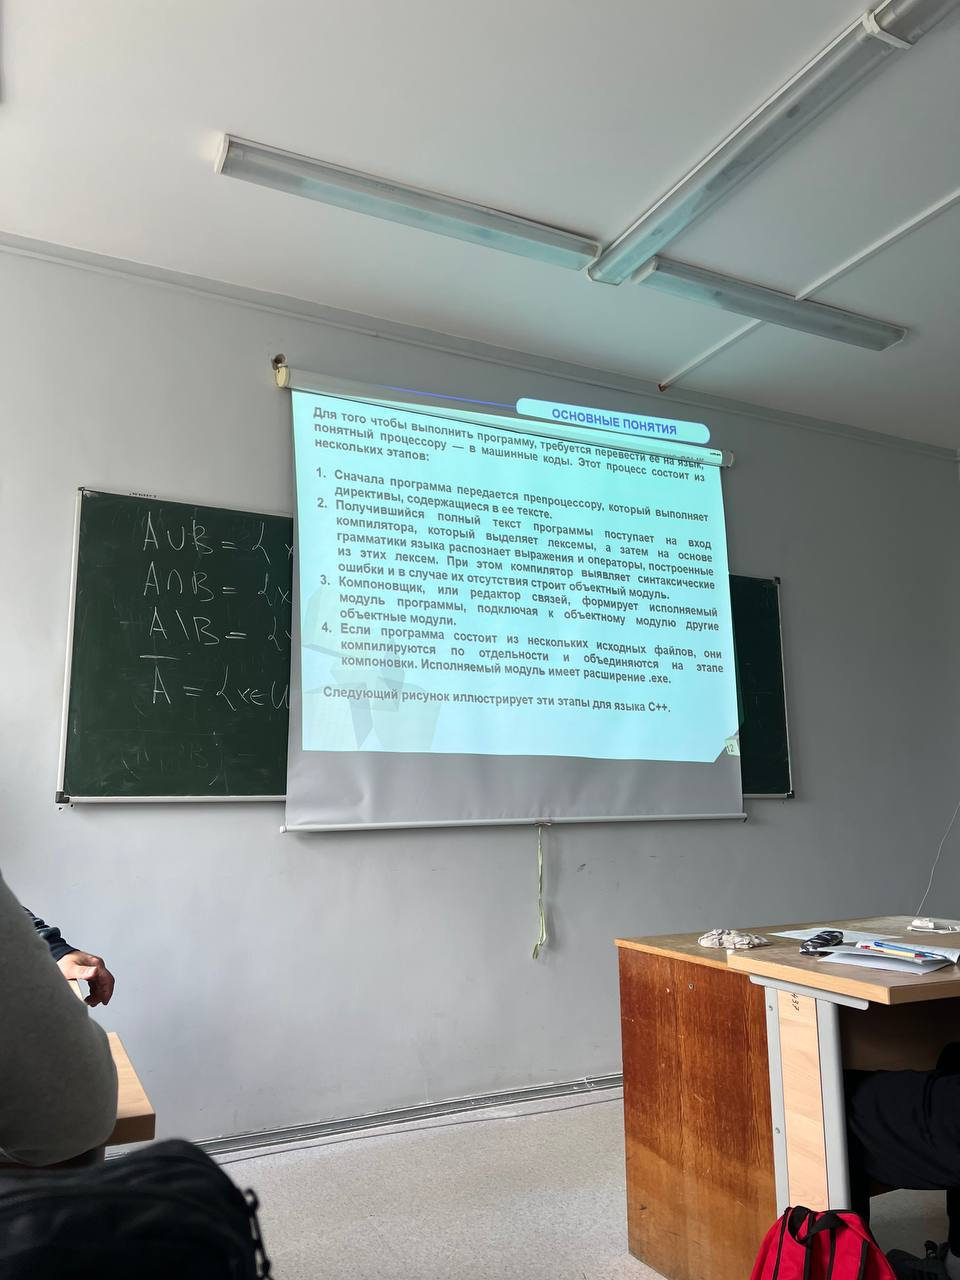 ОСНОВНЫЕ ПОНЯТИЯ
Для того чтобы выполнить программу, требуется перевести ее на язык,
понятный процессору — в машинные коды. Этот процесс состоит из
нескольких этапов:
1. Сначала программа передается препроцессору, который выполняет
директивы, содержащиеся в ее тексте.
2. Получившийся полный текст программы поступает на вход
компилятора, который выделяет лексемы, а затем на основе
грамматики языка распознает выражения и операторы, построенные
из этих лексем. При этом компилятор выявляет синтаксические
ошибки и в случае их отсутствия строит объектный модуль.
3. Компоновщик, или редактор связей, формирует исполняемый
модуль программы, подключая к объектному модулю другие
объектные модули.
4. Если программа состоит из нескольких исходных файлов, они
компилируются по отдельности и объединяются на этапе
компоновки. Исполняемый модуль имеет расширение .exe.
Следующий рисунок иллюстрирует эти этапы для языка C++.
12
A∪B = {x
A∩B = {x
A\B = {x
A̅ = {x∈U
437